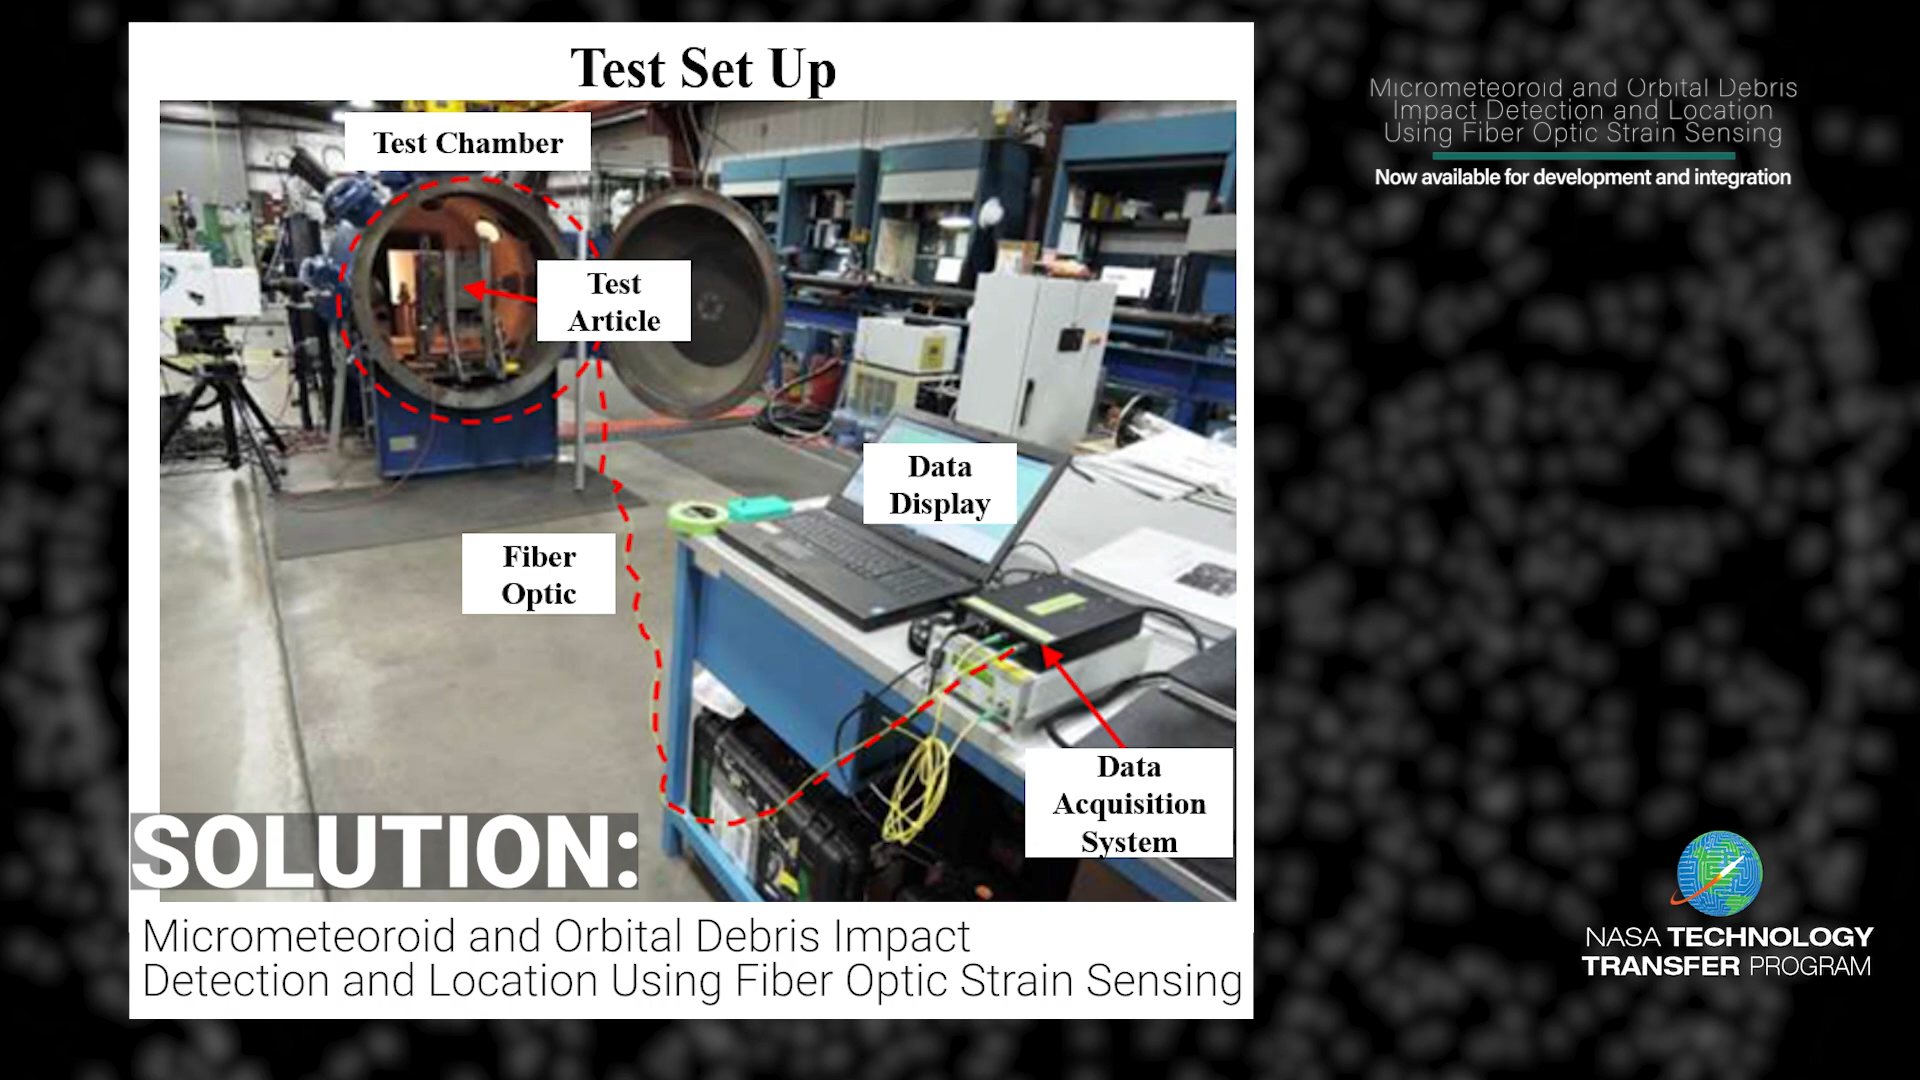 Test Set Up
Test Chamber
Test
Article
Data
Display
Fiber
Optic
Data
Acquisition
System
SOLUTION:
Micrometeoroid and Orbital Debris Impact
Detection and Location Using Fiber Optic Strain Sensing
Micrometeoroid and Orbital Debris
Impact Detection and Location
Using Fiber Optic Strain Sensing
Now available for development and integration
NASA TECHNOLOGY
TRANSFER PROGRAM